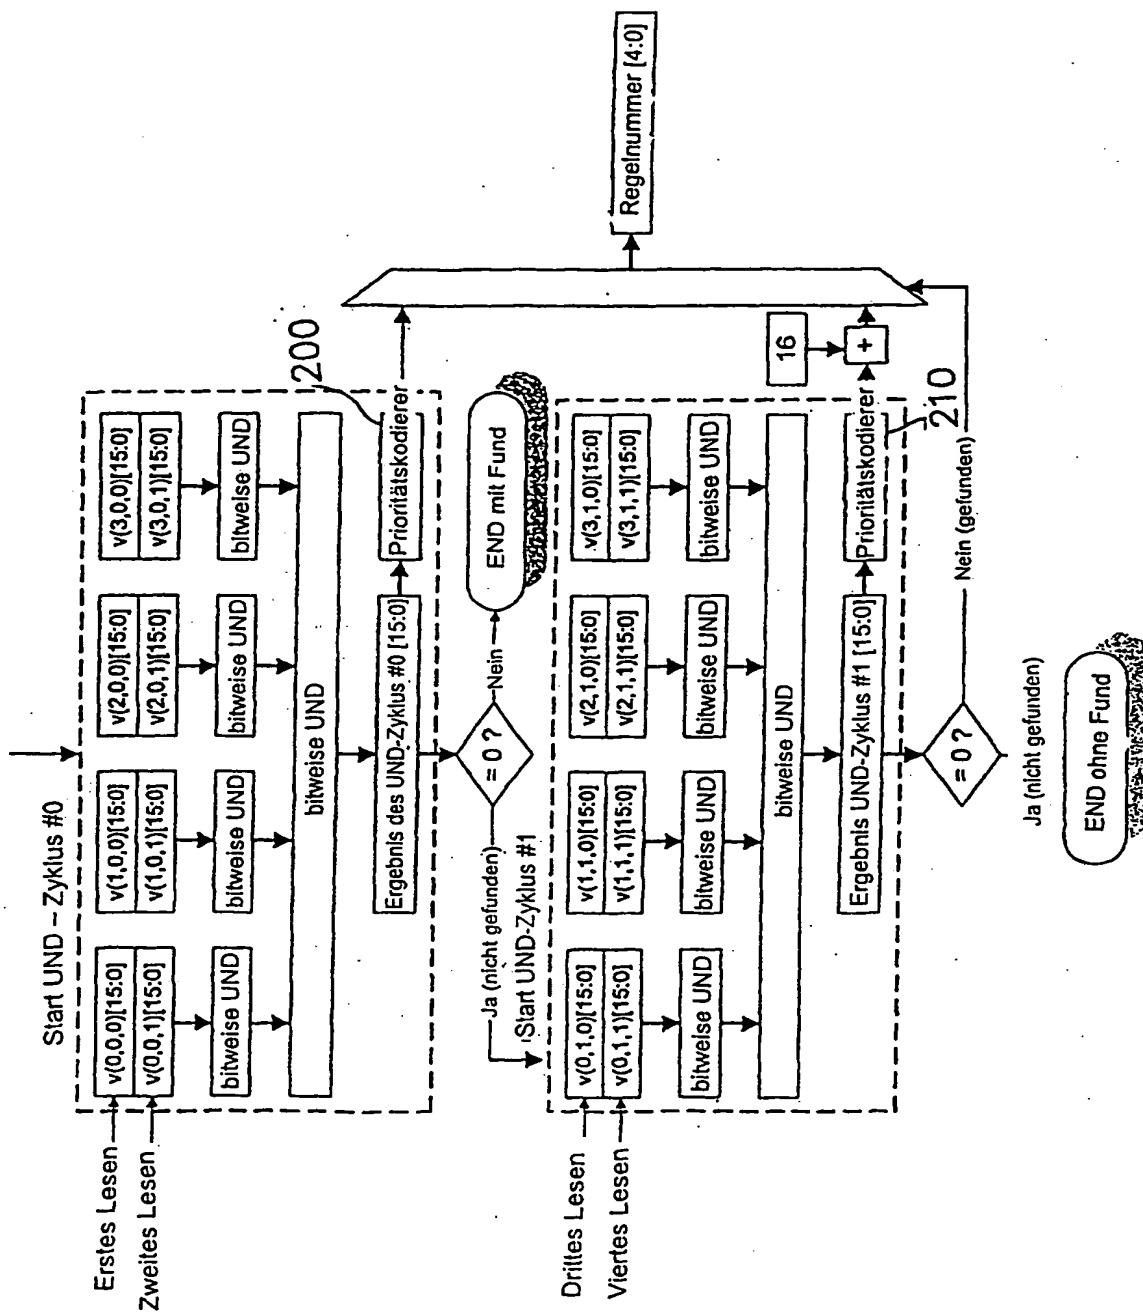 Start UND – Zyklus #0
Erstes Lesen
Zweites Lesen
v(0,0,0)[15:0]
v(0,0,1)[15:0]
v(1,0,0)[15:0]
v(1,0,1)[15:0]
v(2,0,0)[15:0]
v(2,0,1)[15:0]
v(3,0,0)[15:0]
v(3,0,1)[15:0]
bitweise UND
bitweise UND
bitweise UND
bitweise UND
bitweise UND
Ergebnis des UND-Zyklus #0 [15:0]
Prioritätskodierer
200
= 0 ?
Nein
END mit Fund
Ja (nicht gefunden)
Start UND-Zyklus #1
Drittes Lesen
Viertes Lesen
v(0,1,0)[15:0]
v(0,1,1)[15:0]
v(1,1,0)[15:0]
v(1,1,1)[15:0]
v(2,1,0)[15:0]
v(2,1,1)[15:0]
v(3,1,0)[15:0]
v(3,1,1)[15:0]
bitweise UND
bitweise UND
bitweise UND
bitweise UND
bitweise UND
Ergebnis UND-Zyklus #1 [15:0]
Prioritätskodierer
210
16
+
Regelnummer [4:0]
= 0 ?
Nein (gefunden)
Ja (nicht gefunden)
END ohne Fund